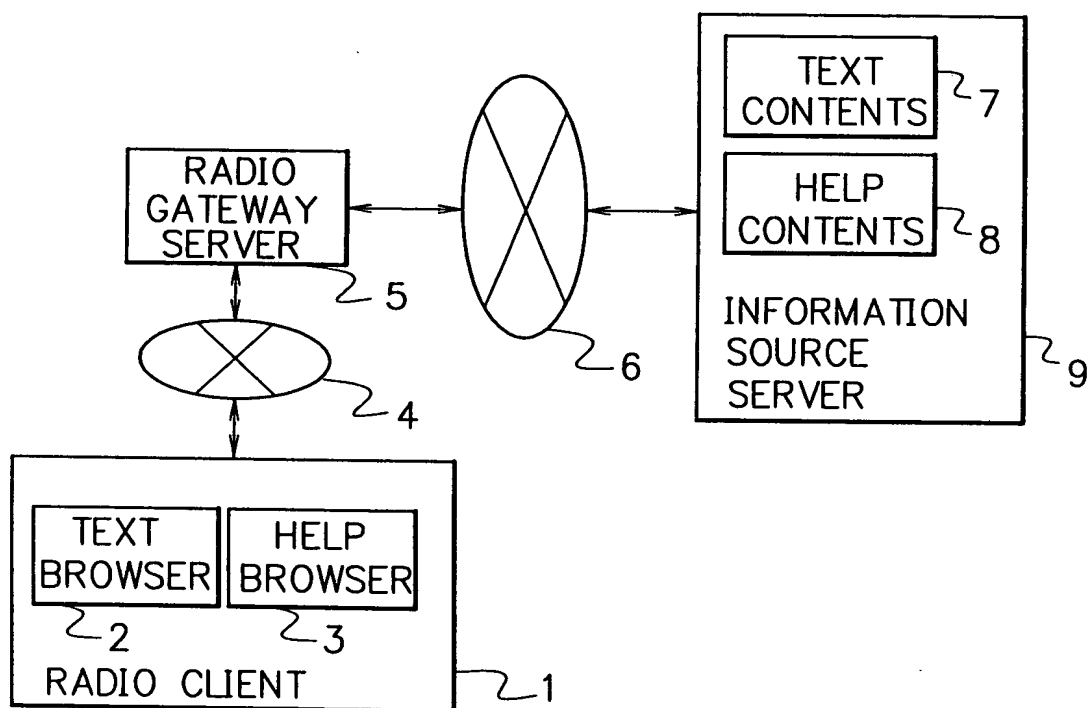 TEXT
CONTENTS
7
HELP
CONTENTS
8
INFORMATION
SOURCE
SERVER
9
RADIO
GATEWAY
SERVER
5
6
4
TEXT
BROWSER
2
HELP
BROWSER
3
RADIO CLIENT
1